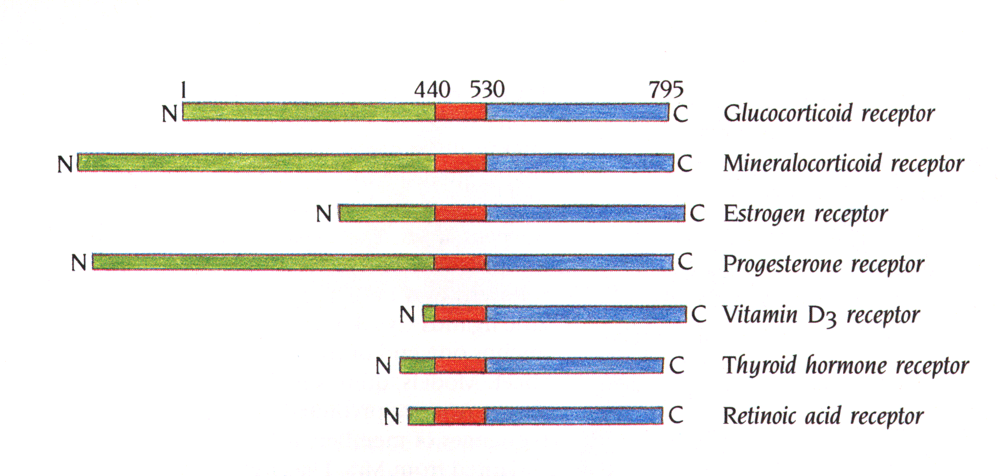 1 440 530 795
N C Glucocorticoid receptor
N C Mineralocorticoid receptor
N C Estrogen receptor
N C Progesterone receptor
N C Vitamin D3 receptor
N C Thyroid hormone receptor
N C Retinoic acid receptor